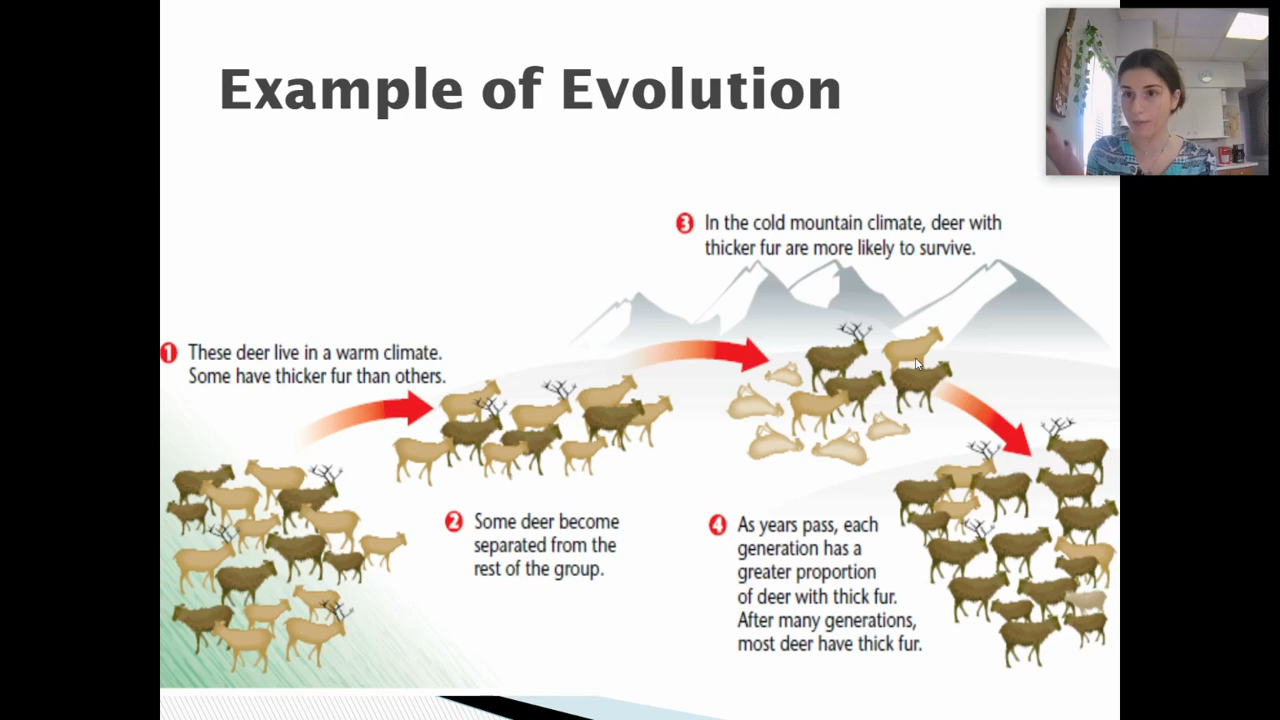 Example of Evolution
3 In the cold mountain climate, deer with
thicker fur are more likely to survive.
1 These deer live in a warm climate.
Some have thicker fur than others.
2 Some deer become
separated from the
rest of the group.
4 As years pass, each
generation has a
greater proportion
of deer with thick fur.
After many generations,
most deer have thick fur.